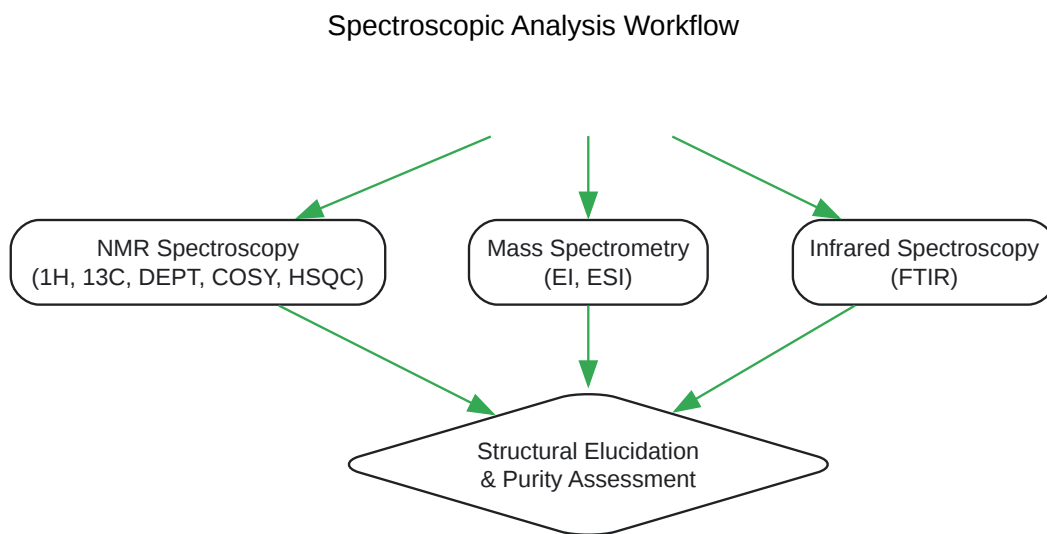 Spectroscopic Analysis Workflow
NMR Spectroscopy
(1H, 13C, DEPT, COSY, HSQC)
Mass Spectrometry
(EI, ESI)
Infrared Spectroscopy
(FTIR)
Structural Elucidation
& Purity Assessment